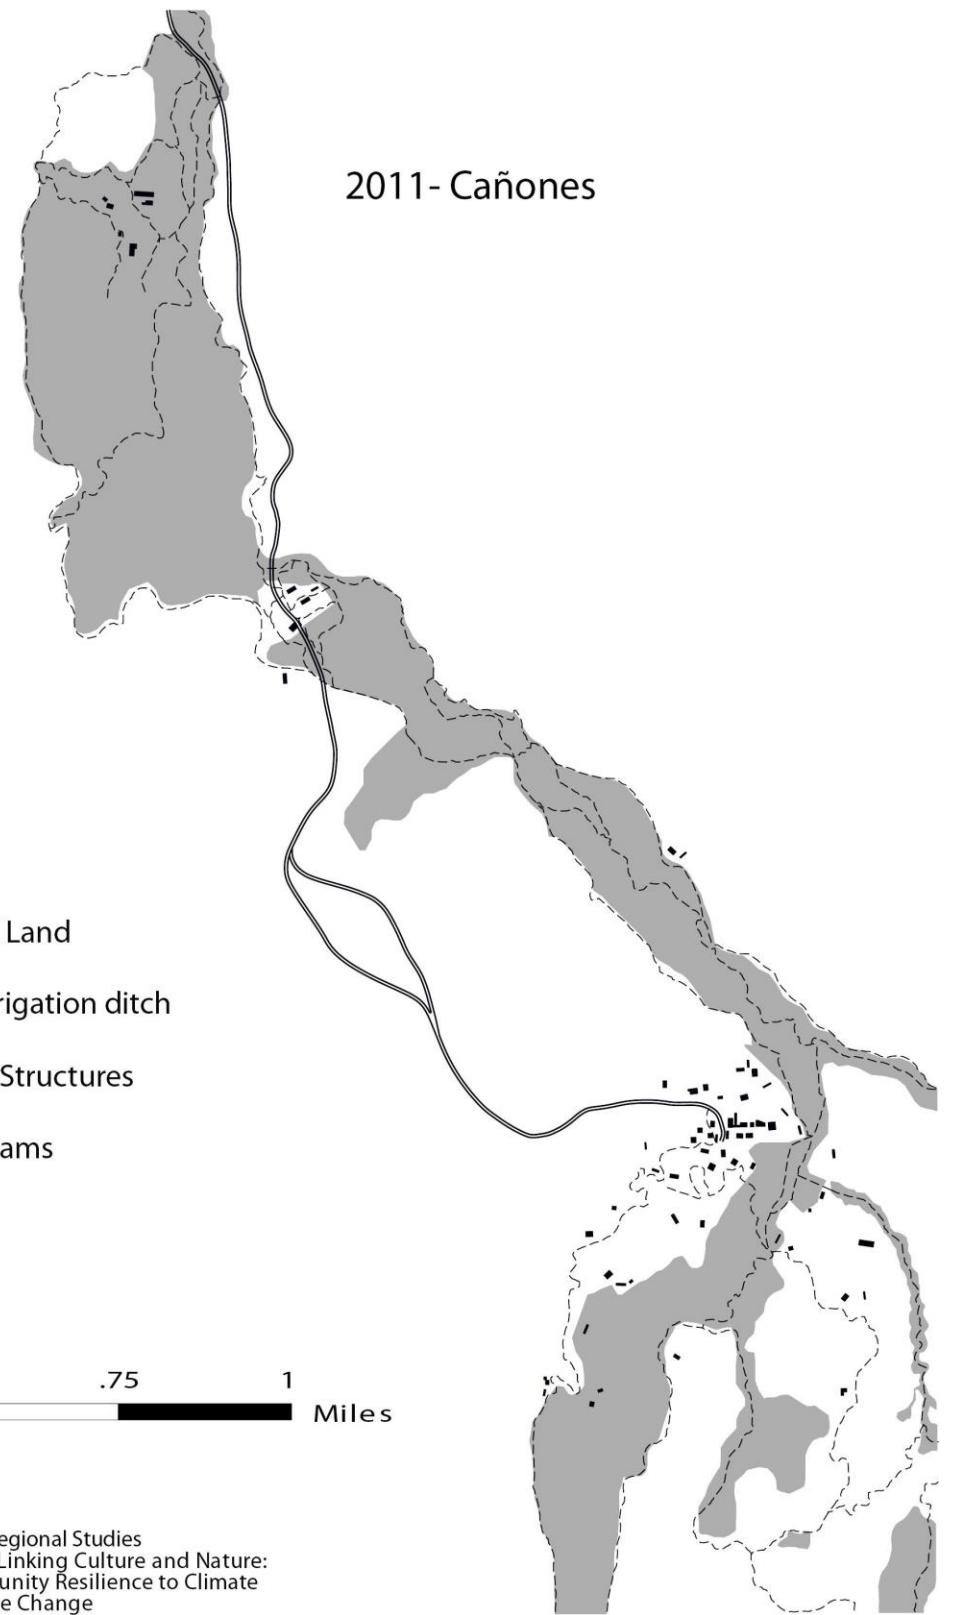 2011- Cañones
Land
rigation ditch
Structures
ams
.75 1
Miles
egional Studies
Linking Culture and Nature:
unity Resilience to Climate
e Change